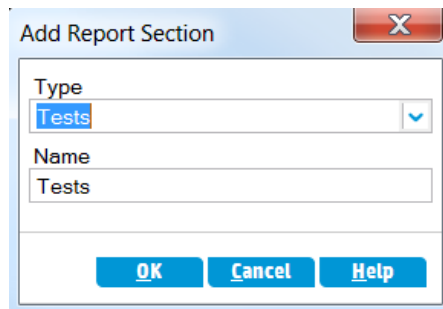 Add Report Section
X
Type
Tests
Name
Tests
OK Cancel Help